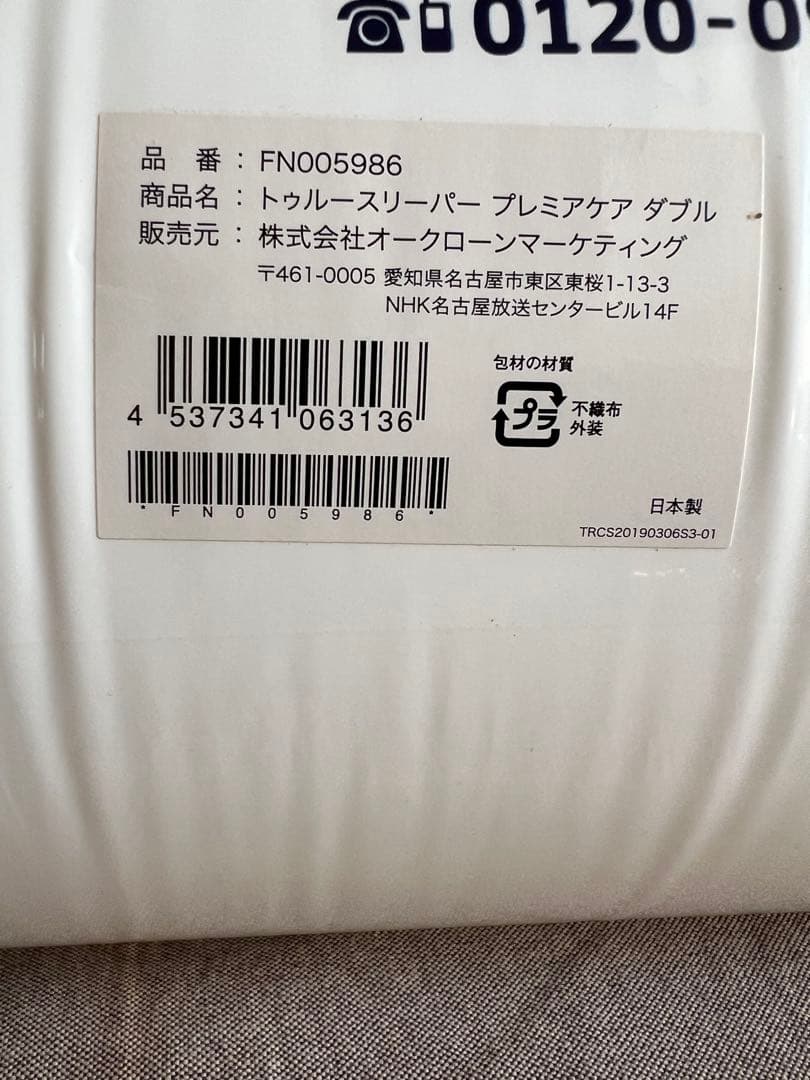 0120-09
品 番 : FN005986
商品名 : トゥルースリーパー プレミアケア ダブル
販売元 : 株式会社オークローンマーケティング
〒461-0005 愛知県名古屋市東区東桜1-13-3
NHK名古屋放送センタービル14F
包材の材質
プラ
不織布
外装
4 537341 063136
*FN005986*
日本製
TRCS20190306S3-01